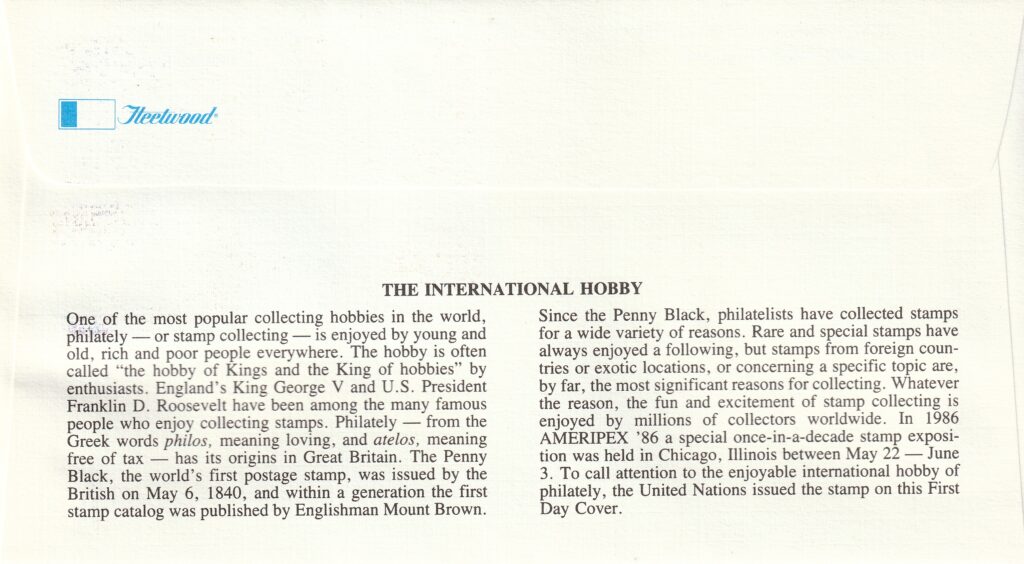 Fleetwood®
THE INTERNATIONAL HOBBY
One of the most popular collecting hobbies in the world,
philately — or stamp collecting — is enjoyed by young and
old, rich and poor people everywhere. The hobby is often
called "the hobby of Kings and the King of hobbies" by
enthusiasts. England's King George V and U.S. President
Franklin D. Roosevelt have been among the many famous
people who enjoy collecting stamps. Philately — from the
Greek words philos, meaning loving, and atelos, meaning
free of tax — has its origins in Great Britain. The Penny
Black, the world's first postage stamp, was issued by the
British on May 6, 1840, and within a generation the first
stamp catalog was published by Englishman Mount Brown.
Since the Penny Black, philatelists have collected stamps
for a wide variety of reasons. Rare and special stamps have
always enjoyed a following, but stamps from foreign coun-
tries or exotic locations, or concerning a specific topic are,
by far, the most significant reasons for collecting. Whatever
the reason, the fun and excitement of stamp collecting is
enjoyed by millions of collectors worldwide. In 1986
AMERIPEX '86 a special once-in-a-decade stamp exposi-
tion was held in Chicago, Illinois between May 22 — June
3. To call attention to the enjoyable international hobby of
philately, the United Nations issued the stamp on this First
Day Cover.